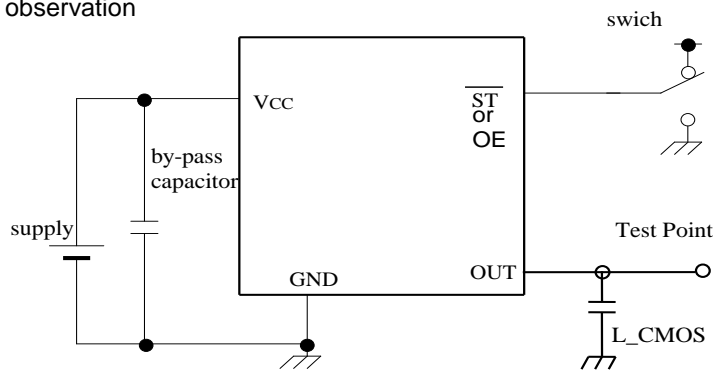 observation
swich
VCC
ST
or
OE
by-pass
capacitor
supply
Test Point
GND
OUT
L_CMOS